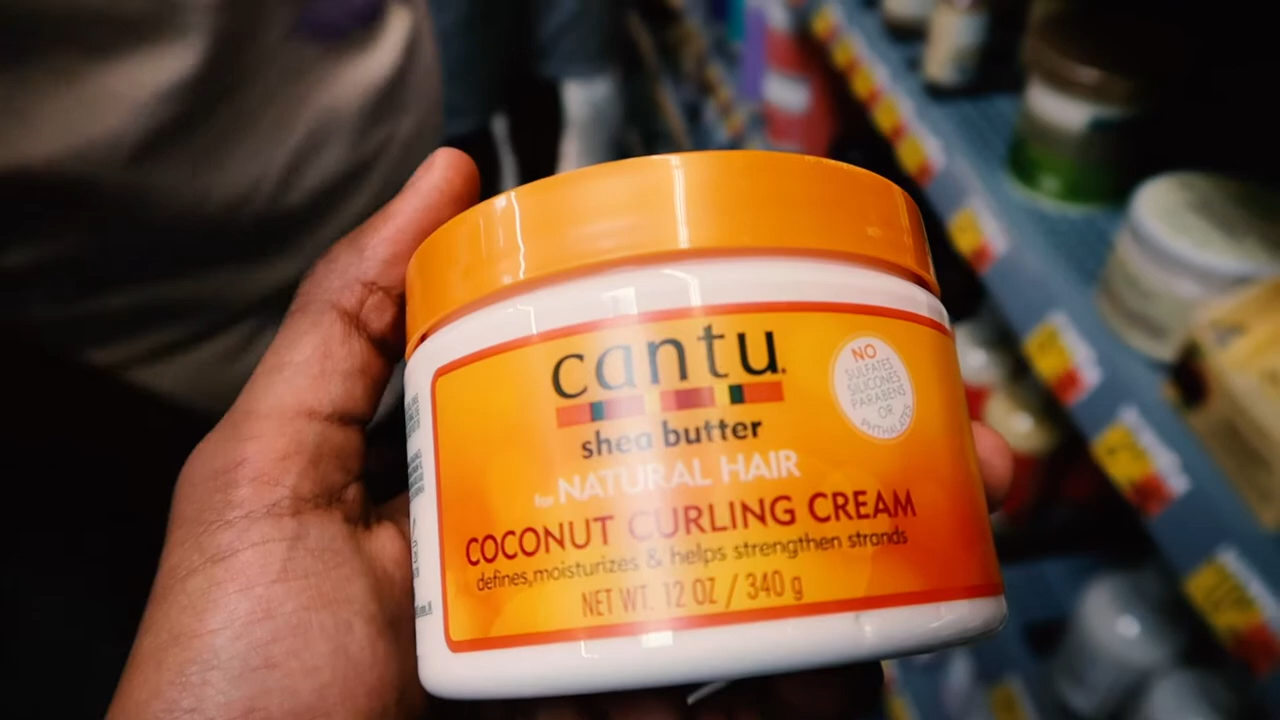 cantu
shea butter
for NATURAL HAIR
COCONUT CURLING CREAM
defines, moisturizes & helps strengthen strands
NET WT. 12 OZ / 340 g
NO
SULFATES
SILICONES
PARABENS
OR
PHTHALATES